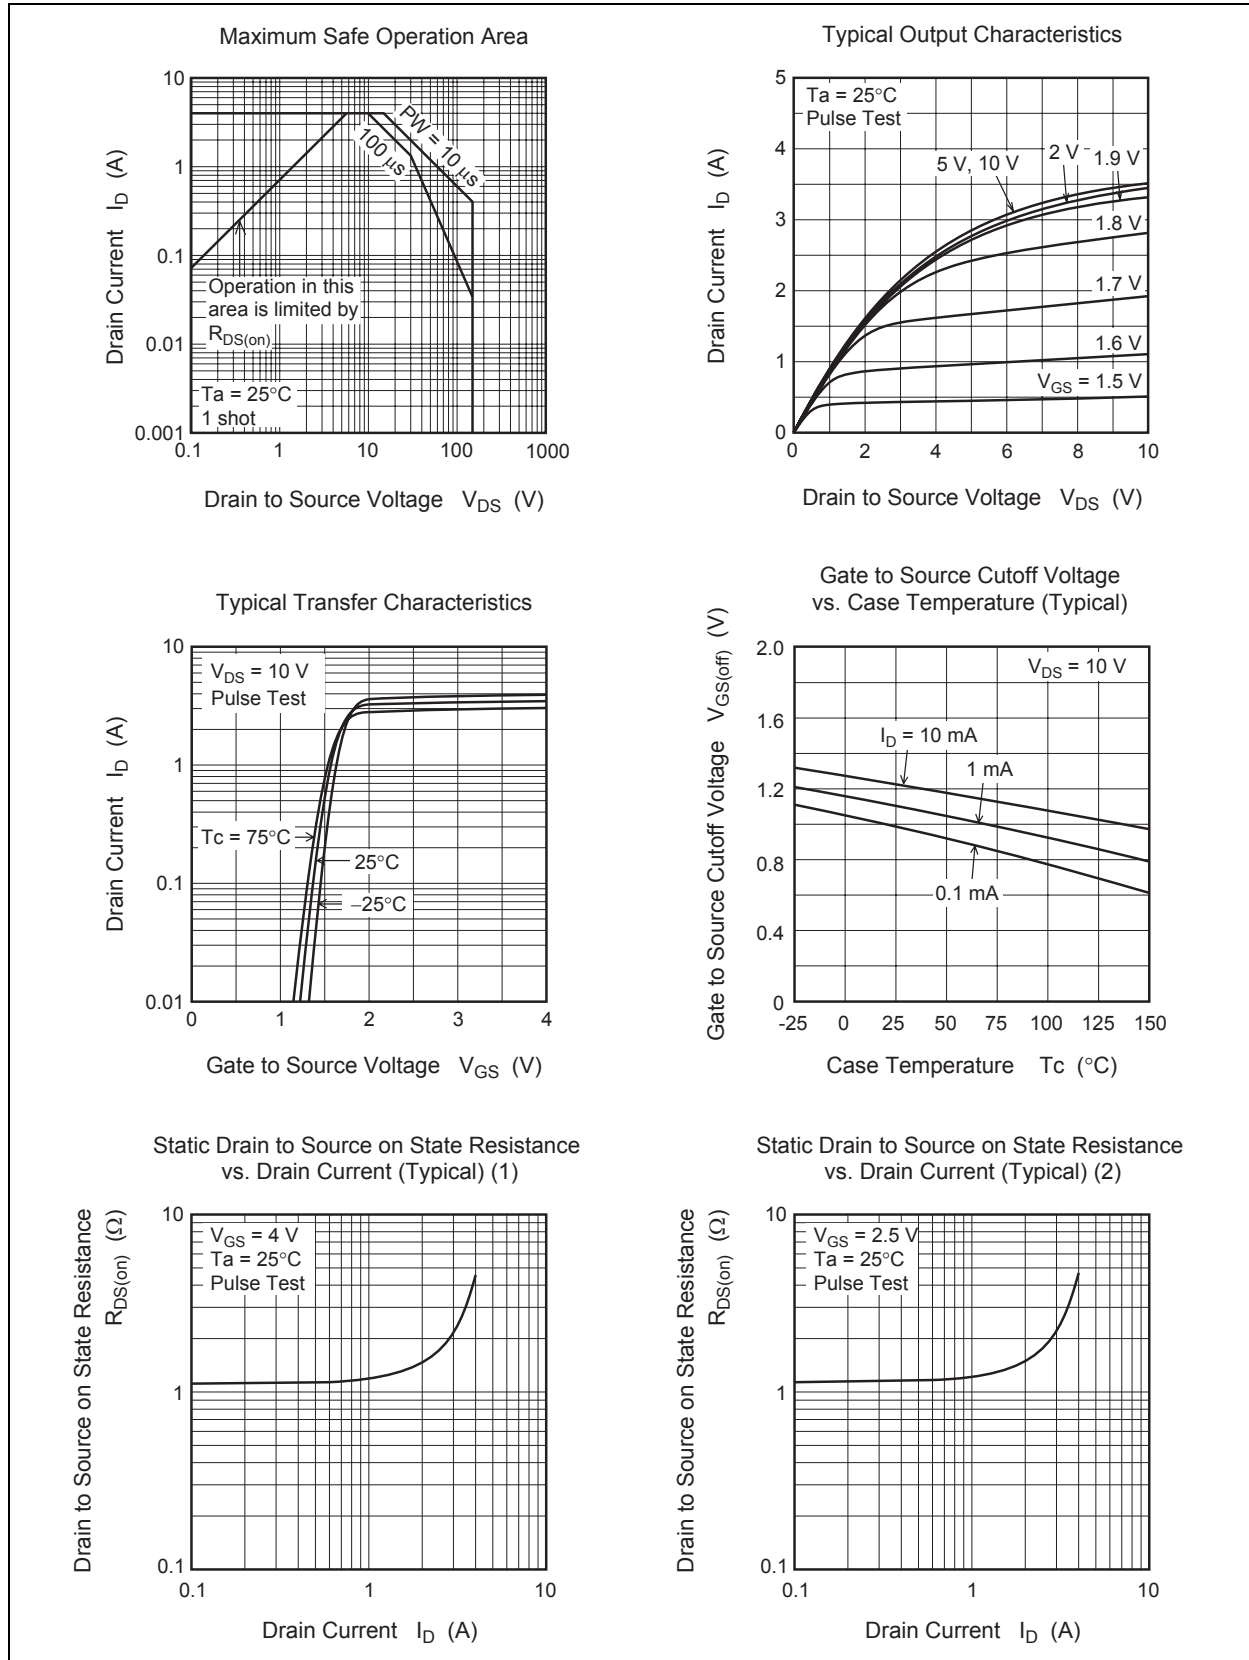 Maximum Safe Operation Area
10
1
0.1
0.01
0.001
Drain Current I_D (A)
PW = 10 μs
100 μs
Operation in this
area is limited by
R_DS(on)
Ta = 25°C
1 shot
0.1 1 10 100 1000
Drain to Source Voltage V_DS (V)
Typical Output Characteristics
5
4
3
2
1
0
Drain Current I_D (A)
Ta = 25°C
Pulse Test
5 V, 10 V
2 V
1.9 V
1.8 V
1.7 V
1.6 V
V_GS = 1.5 V
0 2 4 6 8 10
Drain to Source Voltage V_DS (V)
Typical Transfer Characteristics
10
1
0.1
0.01
Drain Current I_D (A)
V_DS = 10 V
Pulse Test
Tc = 75°C
25°C
–25°C
0 1 2 3 4
Gate to Source Voltage V_GS (V)
Gate to Source Cutoff Voltage
vs. Case Temperature (Typical)
2.0
1.6
1.2
0.8
0.4
0
Gate to Source Cutoff Voltage V_GS(off) (V)
V_DS = 10 V
I_D = 10 mA
1 mA
0.1 mA
-25 0 25 50 75 100 125 150
Case Temperature Tc (°C)
Static Drain to Source on State Resistance
vs. Drain Current (Typical) (1)
10
1
0.1
Drain to Source on State Resistance
R_DS(on) (Ω)
V_GS = 4 V
Ta = 25°C
Pulse Test
0.1 1 10
Drain Current I_D (A)
Static Drain to Source on State Resistance
vs. Drain Current (Typical) (2)
10
1
0.1
Drain to Source on State Resistance
R_DS(on) (Ω)
V_GS = 2.5 V
Ta = 25°C
Pulse Test
0.1 1 10
Drain Current I_D (A)